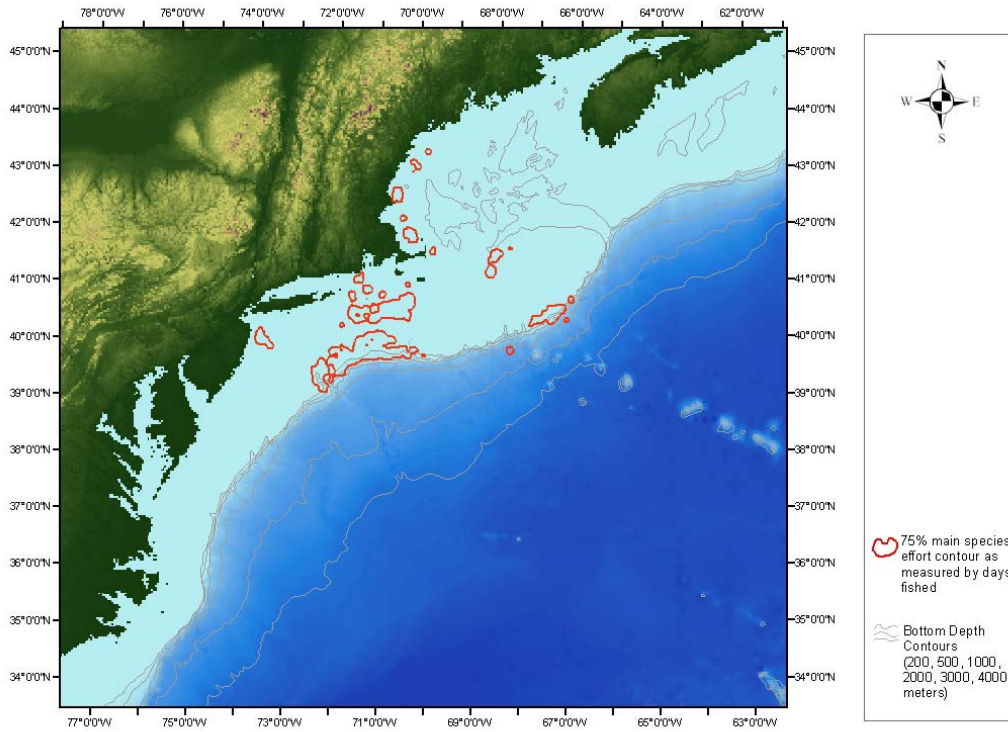 78°0'0"W 76°0'0"W 74°0'0"W 72°0'0"W 70°0'0"W 68°0'0"W 66°0'0"W 64°0'0"W 62°0'0"W
45°0'0"N 45°0'0"N
44°0'0"N 44°0'0"N
43°0'0"N 43°0'0"N
42°0'0"N 42°0'0"N
41°0'0"N 41°0'0"N
40°0'0"N 40°0'0"N
39°0'0"N 39°0'0"N
38°0'0"N 38°0'0"N
37°0'0"N 37°0'0"N
36°0'0"N 36°0'0"N
35°0'0"N 35°0'0"N
34°0'0"N 34°0'0"N
77°0'0"W 75°0'0"W 73°0'0"W 71°0'0"W 69°0'0"W 67°0'0"W 65°0'0"W 63°0'0"W
N
W E
S
75% main species
effort contour as
measured by days
fished
Bottom Depth
Contours
(200, 500, 1000,
2000, 3000, 4000
meters)